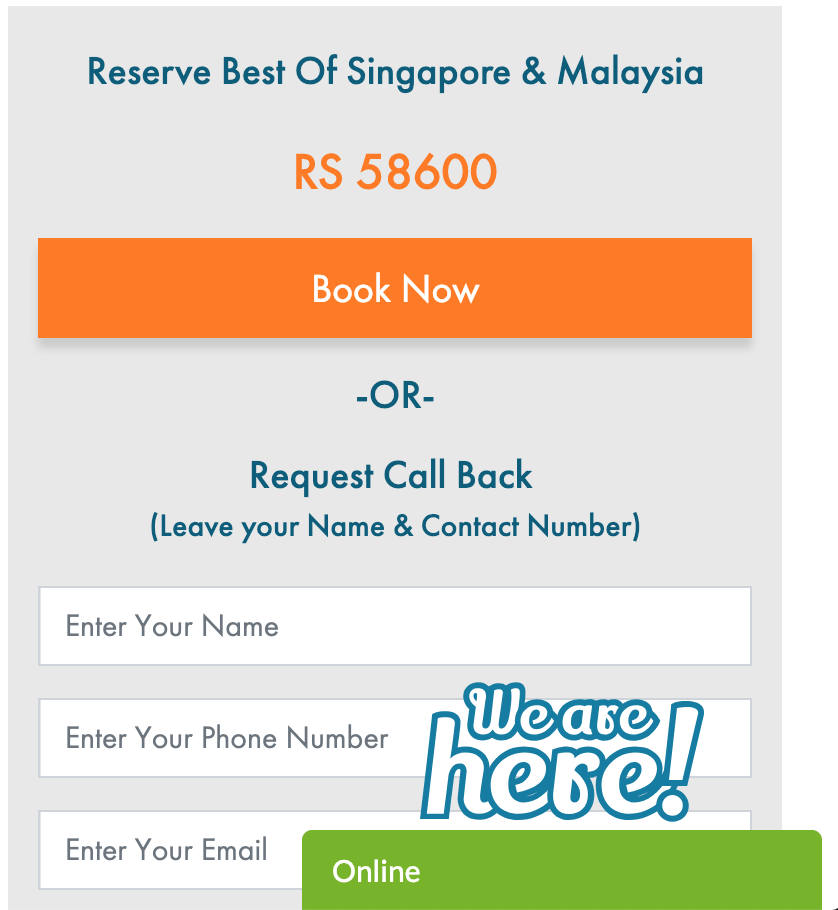 Reserve Best Of Singapore & Malaysia
RS 58600
Book Now
-OR-
Request Call Back
(Leave your Name & Contact Number)
Enter Your Name
Enter Your Phone Number
We are
here!
Enter Your Email
Online